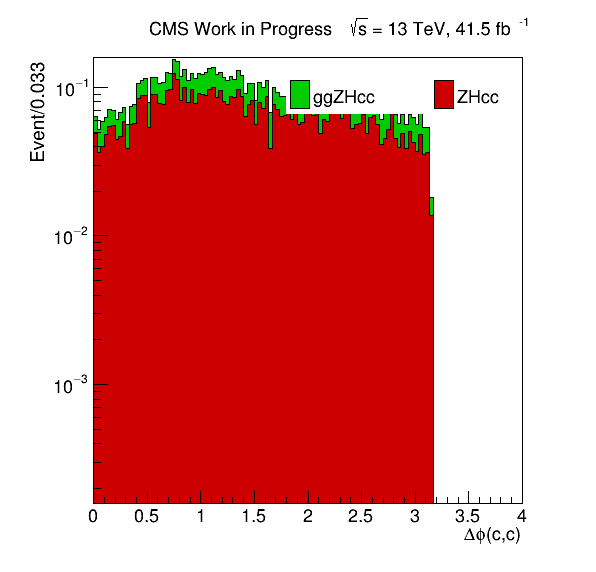 CMS Work in Progress √s = 13 TeV, 41.5 fb⁻¹
Event/0.033
ggZHcc ZHcc
10⁻¹
10⁻²
10⁻³
0 0.5 1 1.5 2 2.5 3 3.5 4
Δϕ(c,c)